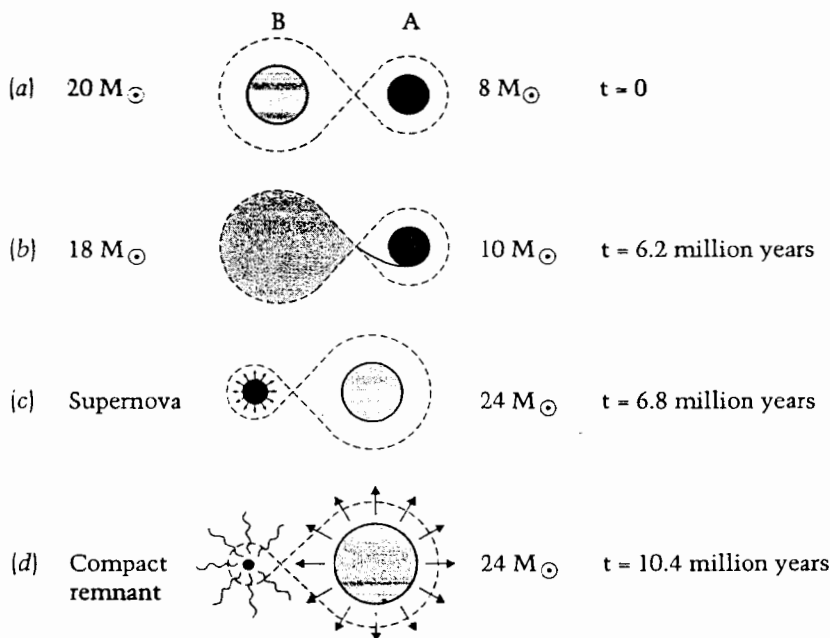 B A
(a) 20 M☉ 8 M☉ t = 0
(b) 18 M☉ 10 M☉ t = 6.2 million years
(c) Supernova 24 M☉ t = 6.8 million years
(d) Compact 24 M☉ t = 10.4 million years
remnant